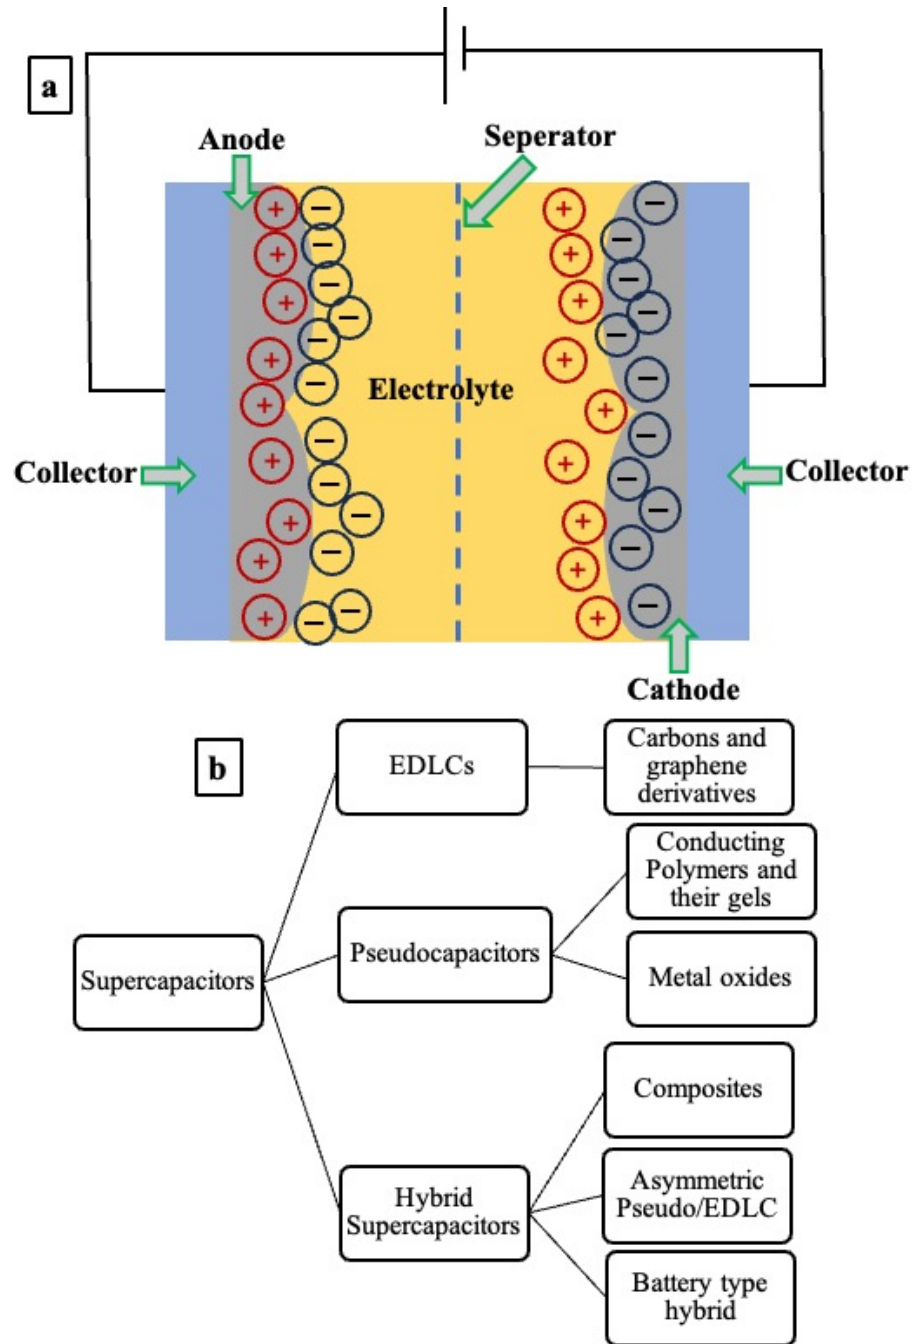 a
Anode
Seperator
Electrolyte
Collector
Collector
Cathode
b
EDLCs
Carbons and
graphene
derivatives
Conducting
Polymers and
their gels
Supercapacitors
Pseudocapacitors
Metal oxides
Composites
Hybrid
Supercapacitors
Asymmetric
Pseudo/EDLC
Battery type
hybrid